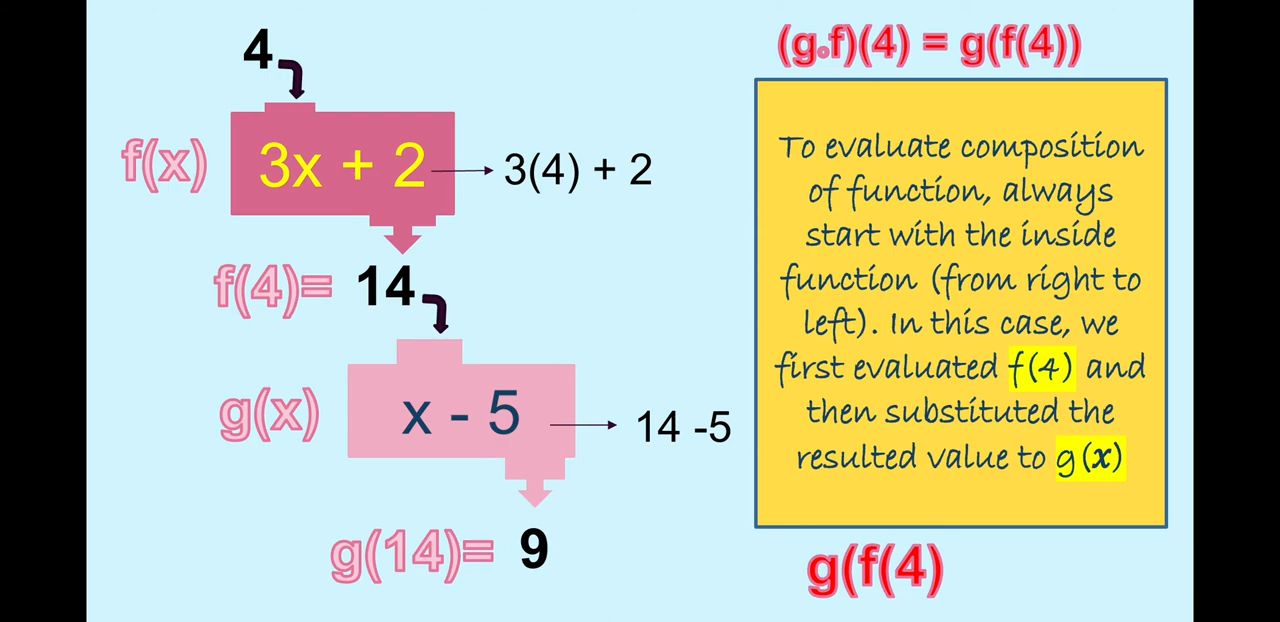 4
f(x)
3x + 2
3(4) + 2
f(4)= 14
g(x)
x - 5
14 -5
g(14)= 9
(g∘f)(4) = g(f(4))
To evaluate composition
of function, always
start with the inside
function (from right to
left). In this case, we
first evaluated f(4) and
then substituted the
resulted value to g(x)
g(f(4)